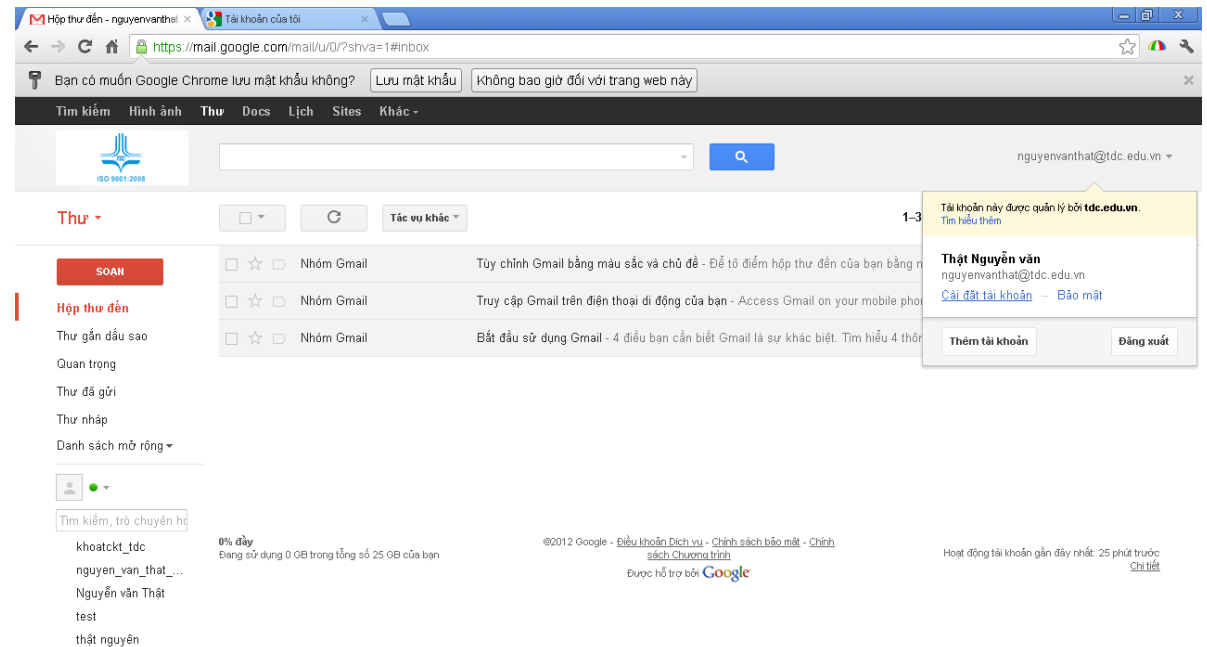 Hộp thư đến - nguyenvanthat
Tài khoản của tôi
https://mail.google.com/mail/u/0/?shva=1#inbox
Bạn có muốn Google Chrome lưu mật khẩu không? Lưu mật khẩu Không bao giờ đối với trang web này
Tìm kiếm Hình ảnh Thư Docs Lịch Sites Khác
ISO 9001:2008
nguyenvanthat@tdc.edu.vn
Thư
Tác vụ khác
1–3
Tài khoản này được quản lý bởi tdc.edu.vn.
Tìm hiểu thêm
Thật Nguyễn văn
nguyenvanthat@tdc.edu.vn
Cài đặt tài khoản – Bảo mật
Thêm tài khoản Đăng xuất
SOẠN
Nhóm Gmail Tùy chỉnh Gmail bằng màu sắc và chủ đề - Để tô điểm hộp thư đến của bạn bằng
Nhóm Gmail Truy cập Gmail trên điện thoại di động của bạn - Access Gmail on your mobile
Nhóm Gmail Bắt đầu sử dụng Gmail - 4 điều bạn cần biết Gmail là sự khác biệt. Tìm hiểu 4
Hộp thư đến
Thư gắn dấu sao
Quan trọng
Thư đã gửi
Thư nháp
Danh sách mở rộng
Tìm kiếm, trò chuyện
khoatckt_tdc
nguyen_van_that_...
Nguyễn văn Thật
test
thật nguyên
0% đầy
Đang sử dụng 0 GB trong tổng số 25 GB của bạn
©2012 Google - Điều khoản Dịch vụ - Chính sách bảo mật - Chính
sách Chương trình
Được hỗ trợ bởi Google
Hoạt động tài khoản gần đây nhất: 25 phút trước
Chi tiết